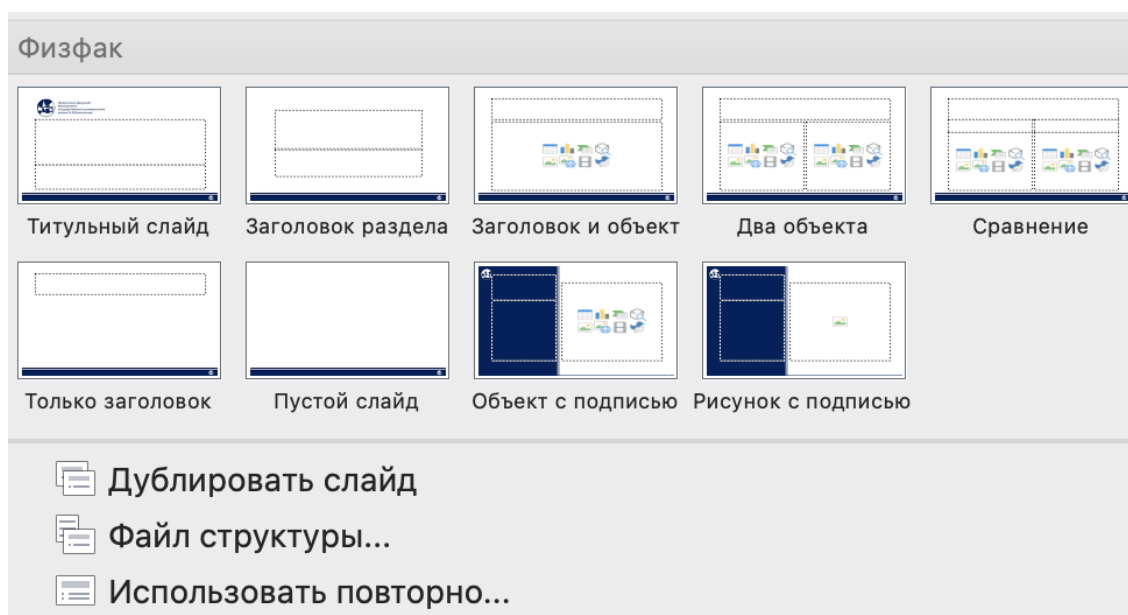 Физфак
Титульный слайд
Заголовок раздела
Заголовок и объект
Два объекта
Сравнение
Только заголовок
Пустой слайд
Объект с подписью
Рисунок с подписью
Дублировать слайд
Файл структуры...
Использовать повторно...